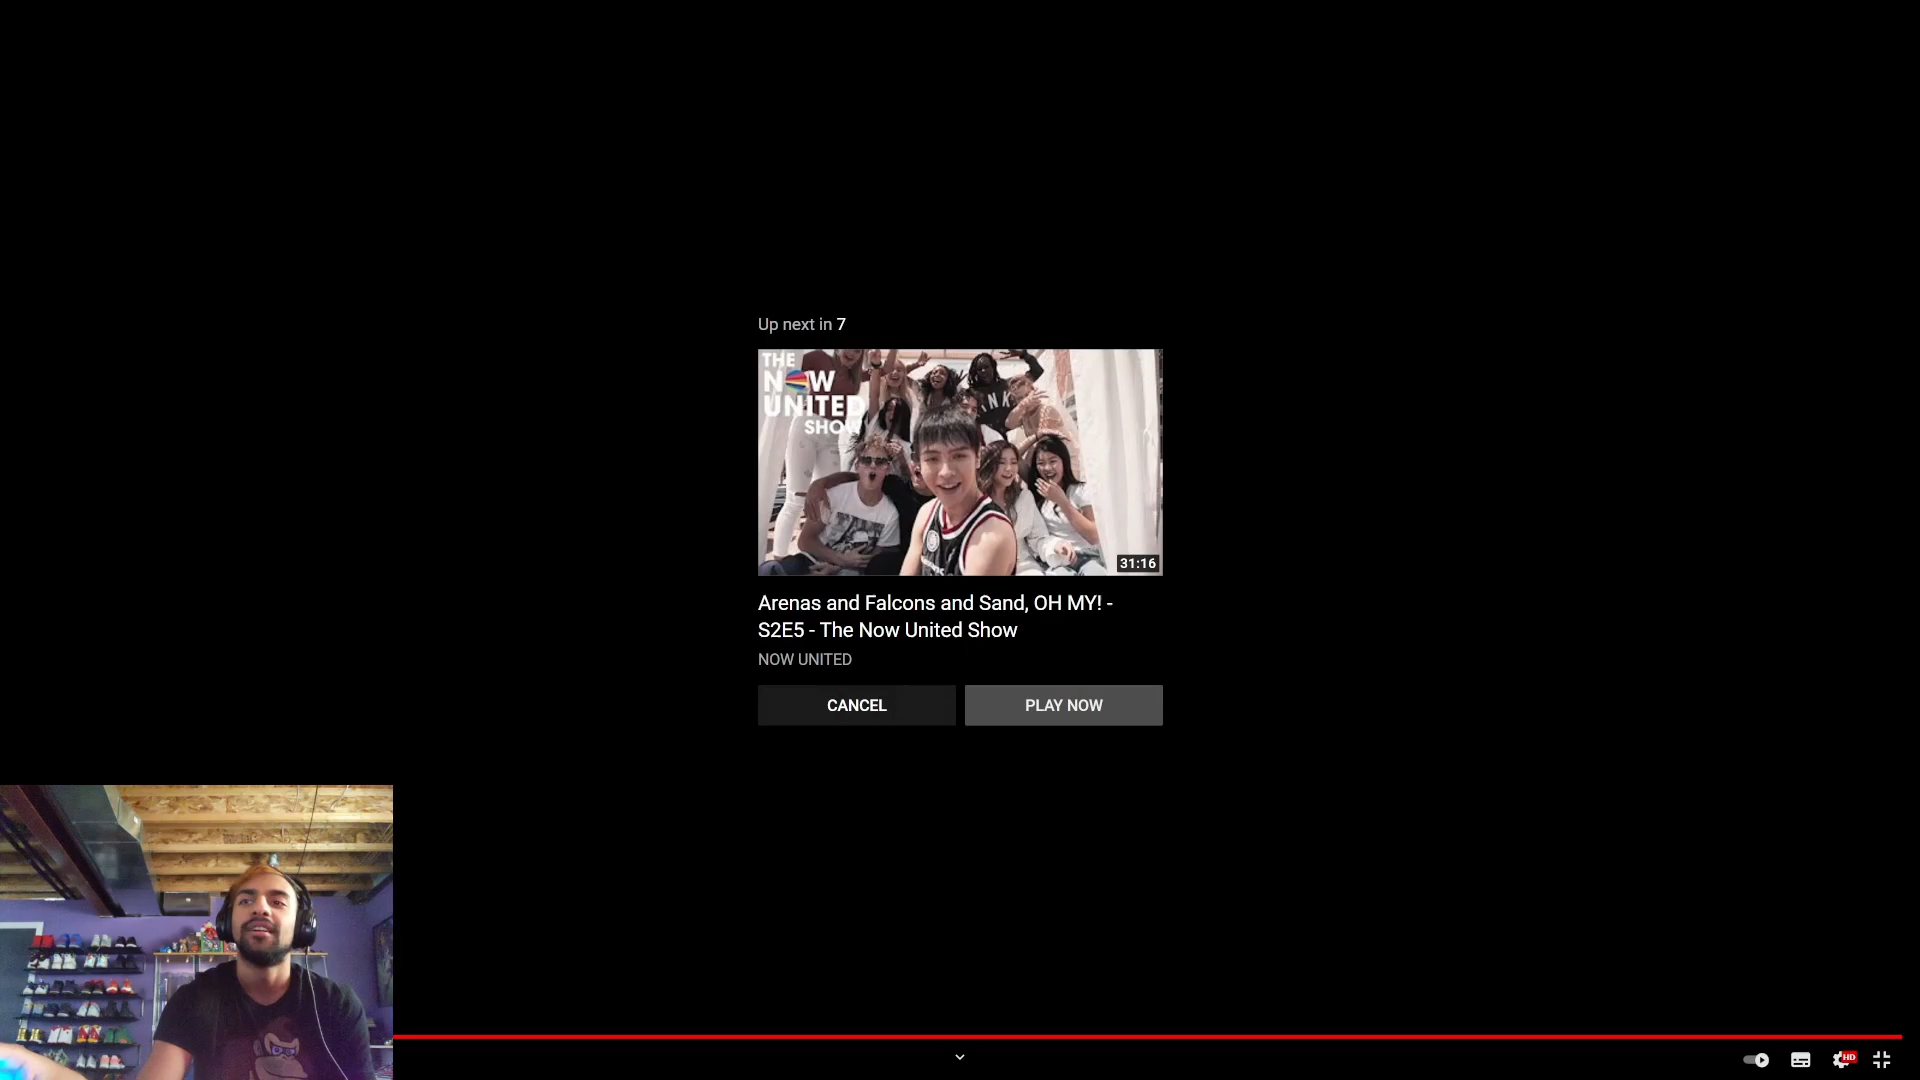 Up next in 7
THE
NOW
UNITED
SHOW
INK
31:16
Arenas and Falcons and Sand, OH MY! -
S2E5 - The Now United Show
NOW UNITED
CANCEL
PLAY NOW
HD